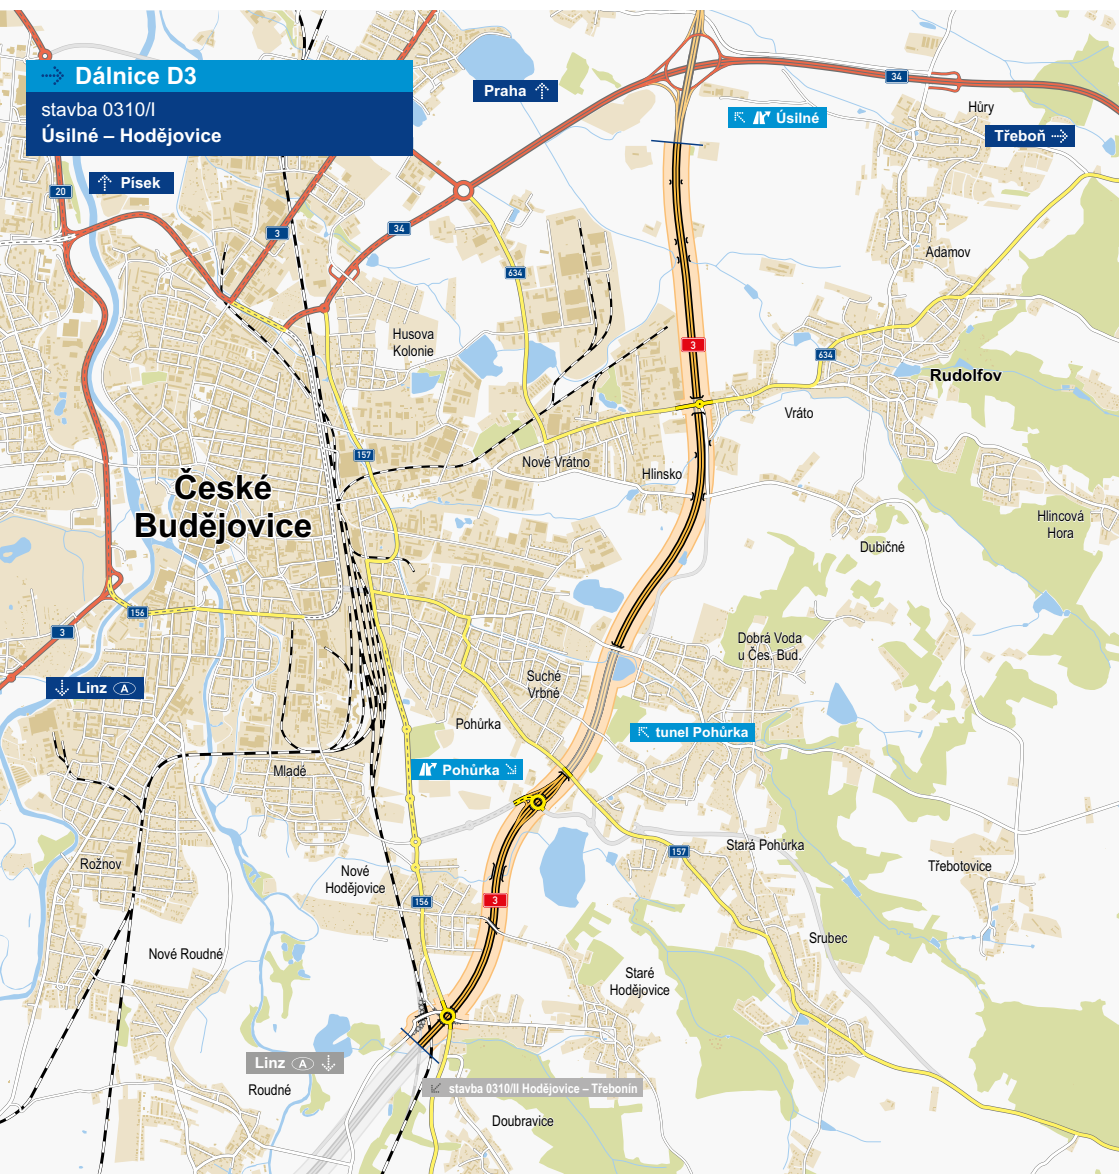 Dálnice D3
stavba 0310/I
Úsilné – Hodějovice
Praha
34
Húry
Úsilné
Třeboň
Písek
20
3
34
Adamov
634
Husova
Kolonie
3
634
Rudolfov
Vráto
157
Nové Vrátno
Hlinsko
České
Budějovice
Hlincová
Hora
Dubičné
156
3
Dobrá Voda
u Čes. Bud.
Linz A
Suché
Vrbné
Pohůrka
tunel Pohůrka
Pohůrka
Mladé
Stará Pohůrka
157
Rožnov
Třebotovice
Nové
Hodějovice
156
3
Srubec
Nové Roudné
Staré
Hodějovice
Linz A
stavba 0310/II Hodějovice – Třebonín
Roudné
Doubravice